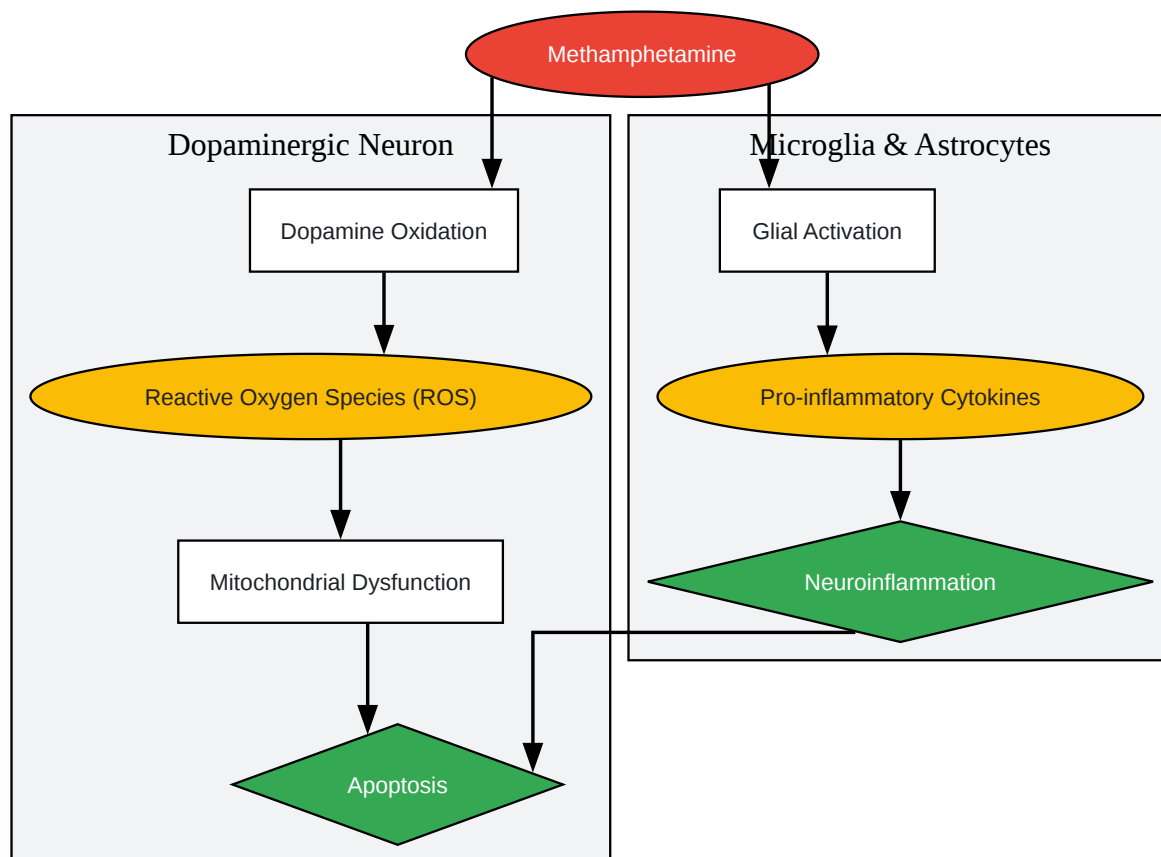 Methamphetamine
Dopaminergic Neuron
Microglia & Astrocytes
Dopamine Oxidation
Glial Activation
Reactive Oxygen Species (ROS)
Pro-inflammatory Cytokines
Mitochondrial Dysfunction
Neuroinflammation
Apoptosis